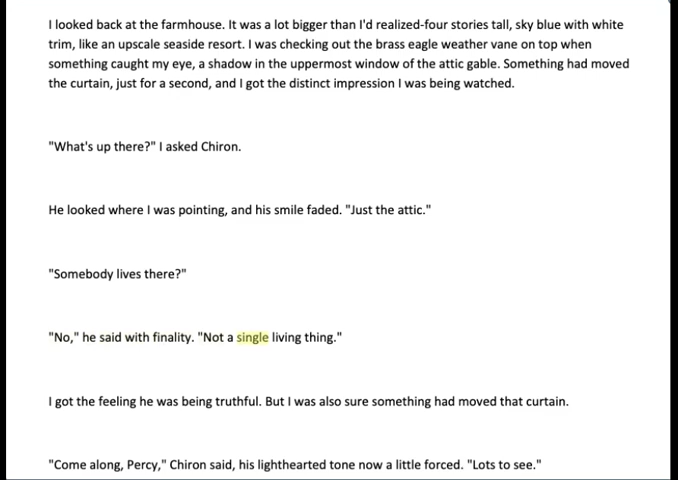 I looked back at the farmhouse. It was a lot bigger than I'd realized-four stories tall, sky blue with white
trim, like an upscale seaside resort. I was checking out the brass eagle weather vane on top when
something caught my eye, a shadow in the uppermost window of the attic gable. Something had moved
the curtain, just for a second, and I got the distinct impression I was being watched.
"What's up there?" I asked Chiron.
He looked where I was pointing, and his smile faded. "Just the attic."
"Somebody lives there?"
"No," he said with finality. "Not a single living thing."
I got the feeling he was being truthful. But I was also sure something had moved that curtain.
"Come along, Percy," Chiron said, his lighthearted tone now a little forced. "Lots to see."